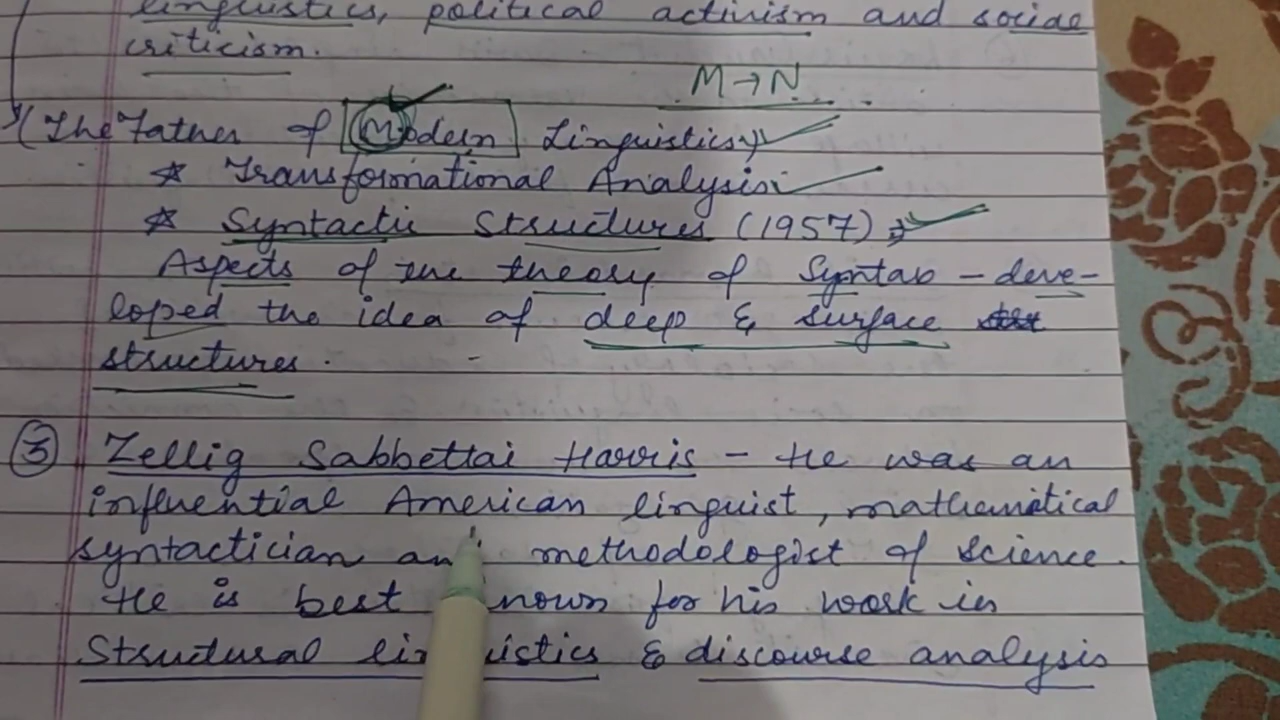 linguistics, political activism and social
criticism.
M→N
(The Father of Modern Linguistics)
* Transformational Analysis
* Syntactic Structures (1957)
Aspects of the theory of Syntab - deve-
loped the idea of deep & surface
structures.
③ Zellig Sabbettai Harris - He was an
influential American linguist, mathematical
syntactician an methodologist of science.
He is best nown for his work in
Structural li uistics & discourse analysis